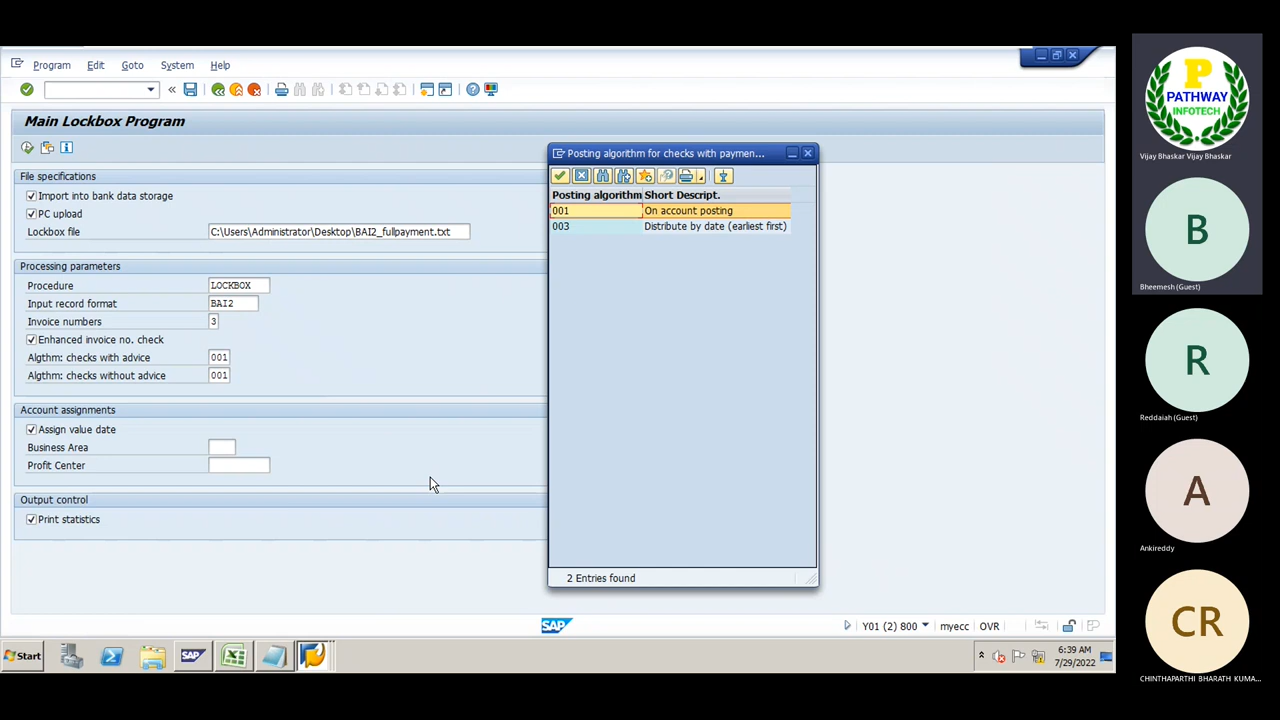 Program Edit Goto System Help
Main Lockbox Program
File specifications
Import into bank data storage
PC upload
Lockbox file C:\Users\Administrator\Desktop\BAI2_fullpayment.txt
Processing parameters
Procedure LOCKBOX
Input record format BAI2
Invoice numbers 3
Enhanced invoice no. check
Algthm: checks with advice 001
Algthm: checks without advice 001
Account assignments
Assign value date
Business Area
Profit Center
Output control
Print statistics
Posting algorithm for checks with paymen...
Posting algorithm Short Descript.
001 On account posting
003 Distribute by date (earliest first)
2 Entries found
SAP
Y01 (2) 800 myecc OVR
Start
SAP
6:39 AM
7/29/2022
P
PATHWAY
INFOTECH
Vijay Bhaskar Vijay Bhaskar
B
Bheemesh (Guest)
R
Reddaiah (Guest)
A
Ankireddy
CR
CHINTHAPARTHI BHARATH KUMA...